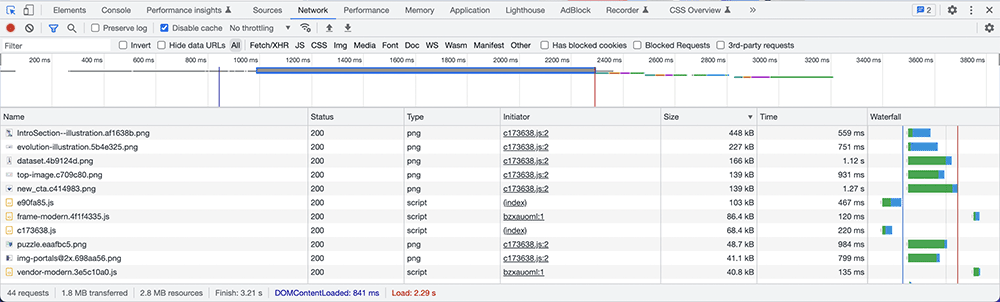 Elements Console Performance insights Sources Network Performance Memory Application Lighthouse AdBlock Recorder CSS Overview 2
Preserve log Disable cache No throttling
Filter Invert Hide data URLs All Fetch/XHR JS CSS Img Media Font Doc WS Wasm Manifest Other Has blocked cookies Blocked Requests 3rd-party requests
200 ms 400 ms 600 ms 800 ms 1000 ms 1200 ms 1400 ms 1600 ms 1800 ms 2000 ms 2200 ms 2400 ms 2600 ms 2800 ms 3000 ms 3200 ms 3400 ms 3600 ms 3800 ms
Name Status Type Initiator Size Time Waterfall
IntroSection--illustration.af1638b.png 200 png c173638.js:2 448 kB 559 ms
evolution-illustration.5b4e325.png 200 png c173638.js:2 227 kB 751 ms
dataset.4b9124d.png 200 png c173638.js:2 166 kB 1.12 s
top-image.c709c80.png 200 png c173638.js:2 139 kB 931 ms
new_cta.c414983.png 200 png c173638.js:2 139 kB 1.27 s
e90fa85.js 200 script (index) 103 kB 467 ms
frame-modern.4f1f4335.js 200 script bzxauoml:1 86.4 kB 120 ms
c173638.js 200 script (index) 68.4 kB 220 ms
puzzle.eaafbc5.png 200 png c173638.js:2 48.7 kB 984 ms
img-portals@2x.698aa56.png 200 png c173638.js:2 41.1 kB 799 ms
vendor-modern.3e5c10a0.js 200 script bzxauoml:1 40.8 kB 135 ms
44 requests 1.8 MB transferred 2.8 MB resources Finish: 3.21 s DOMContentLoaded: 841 ms Load: 2.29 s